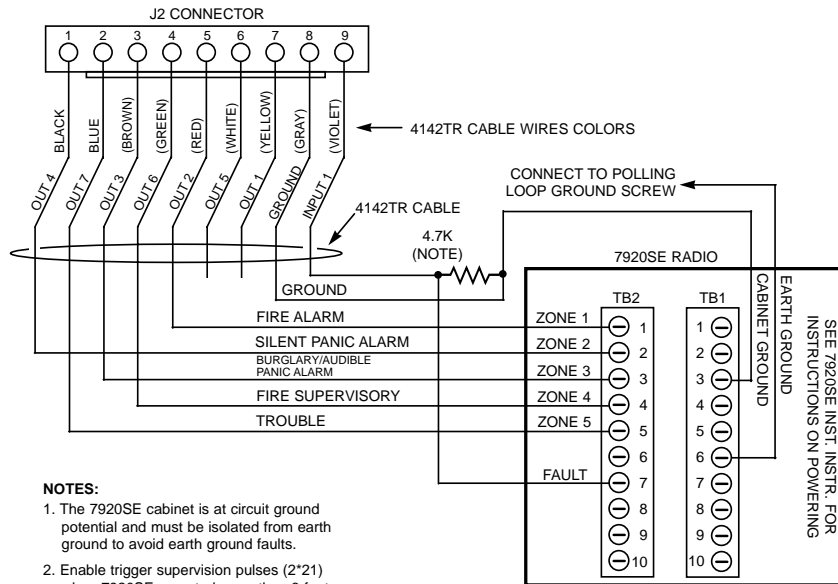 J2 CONNECTOR
1 2 3 4 5 6 7 8 9
BLACK
BLUE
(BROWN)
(GREEN)
(RED)
(WHITE)
(YELLOW)
(GRAY)
(VIOLET)
4142TR CABLE WIRES COLORS
OUT 4
OUT 7
OUT 3
OUT 6
OUT 2
OUT 5
OUT 1
GROUND
INPUT 1
4142TR CABLE
CONNECT TO POLLING
LOOP GROUND SCREW
4.7K
(NOTE)
7920SE RADIO
GROUND
FIRE ALARM
SILENT PANIC ALARM
BURGLARY/AUDIBLE
PANIC ALARM
FIRE SUPERVISORY
TROUBLE
ZONE 1
ZONE 2
ZONE 3
ZONE 4
ZONE 5
FAULT
TB2
1
2
3
4
5
6
7
8
9
10
TB1
1
2
3
4
5
6
7
8
9
10
CABINET GROUND
EARTH GROUND
SEE 7920SE INST. INSTR. FOR
INSTRUCTIONS ON POWERING
NOTES:
1. The 7920SE cabinet is at circuit ground
potential and must be isolated from earth
ground to avoid earth ground faults.
2. Enable trigger supervision pulses (2*21)